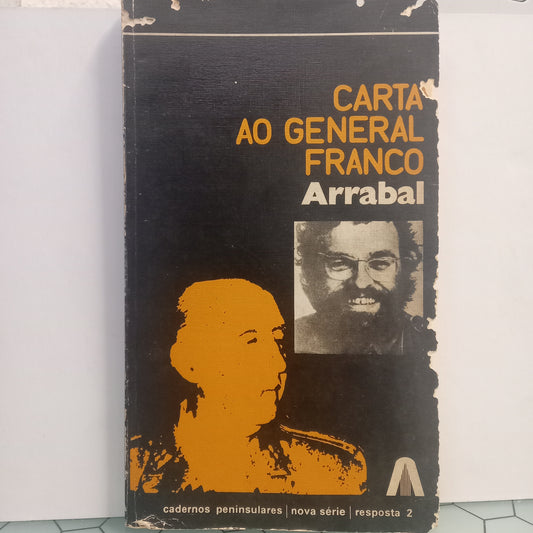 CARTA
AO GENERAL
FRANCO
Arrabal
cadernos peninsulares | nova série | resposta 2